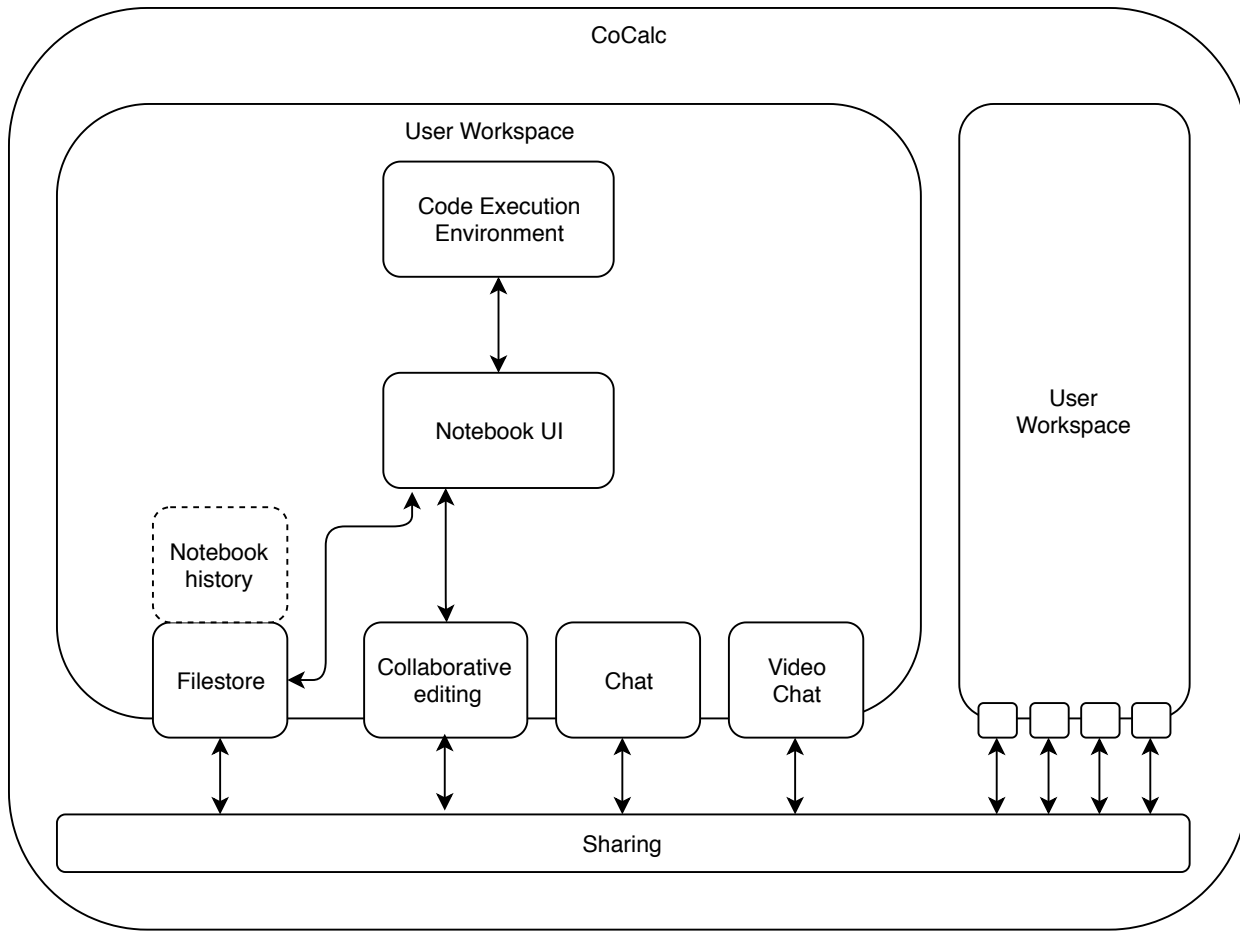 CoCalc
User Workspace
Code Execution
Environment
Notebook UI
User
Workspace
Notebook
history
Filestore
Collaborative
editing
Chat
Video
Chat
Sharing